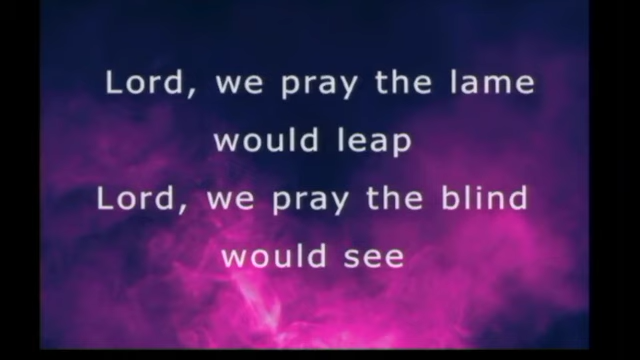 Lord, we pray the lame
would leap
Lord, we pray the blind
would see